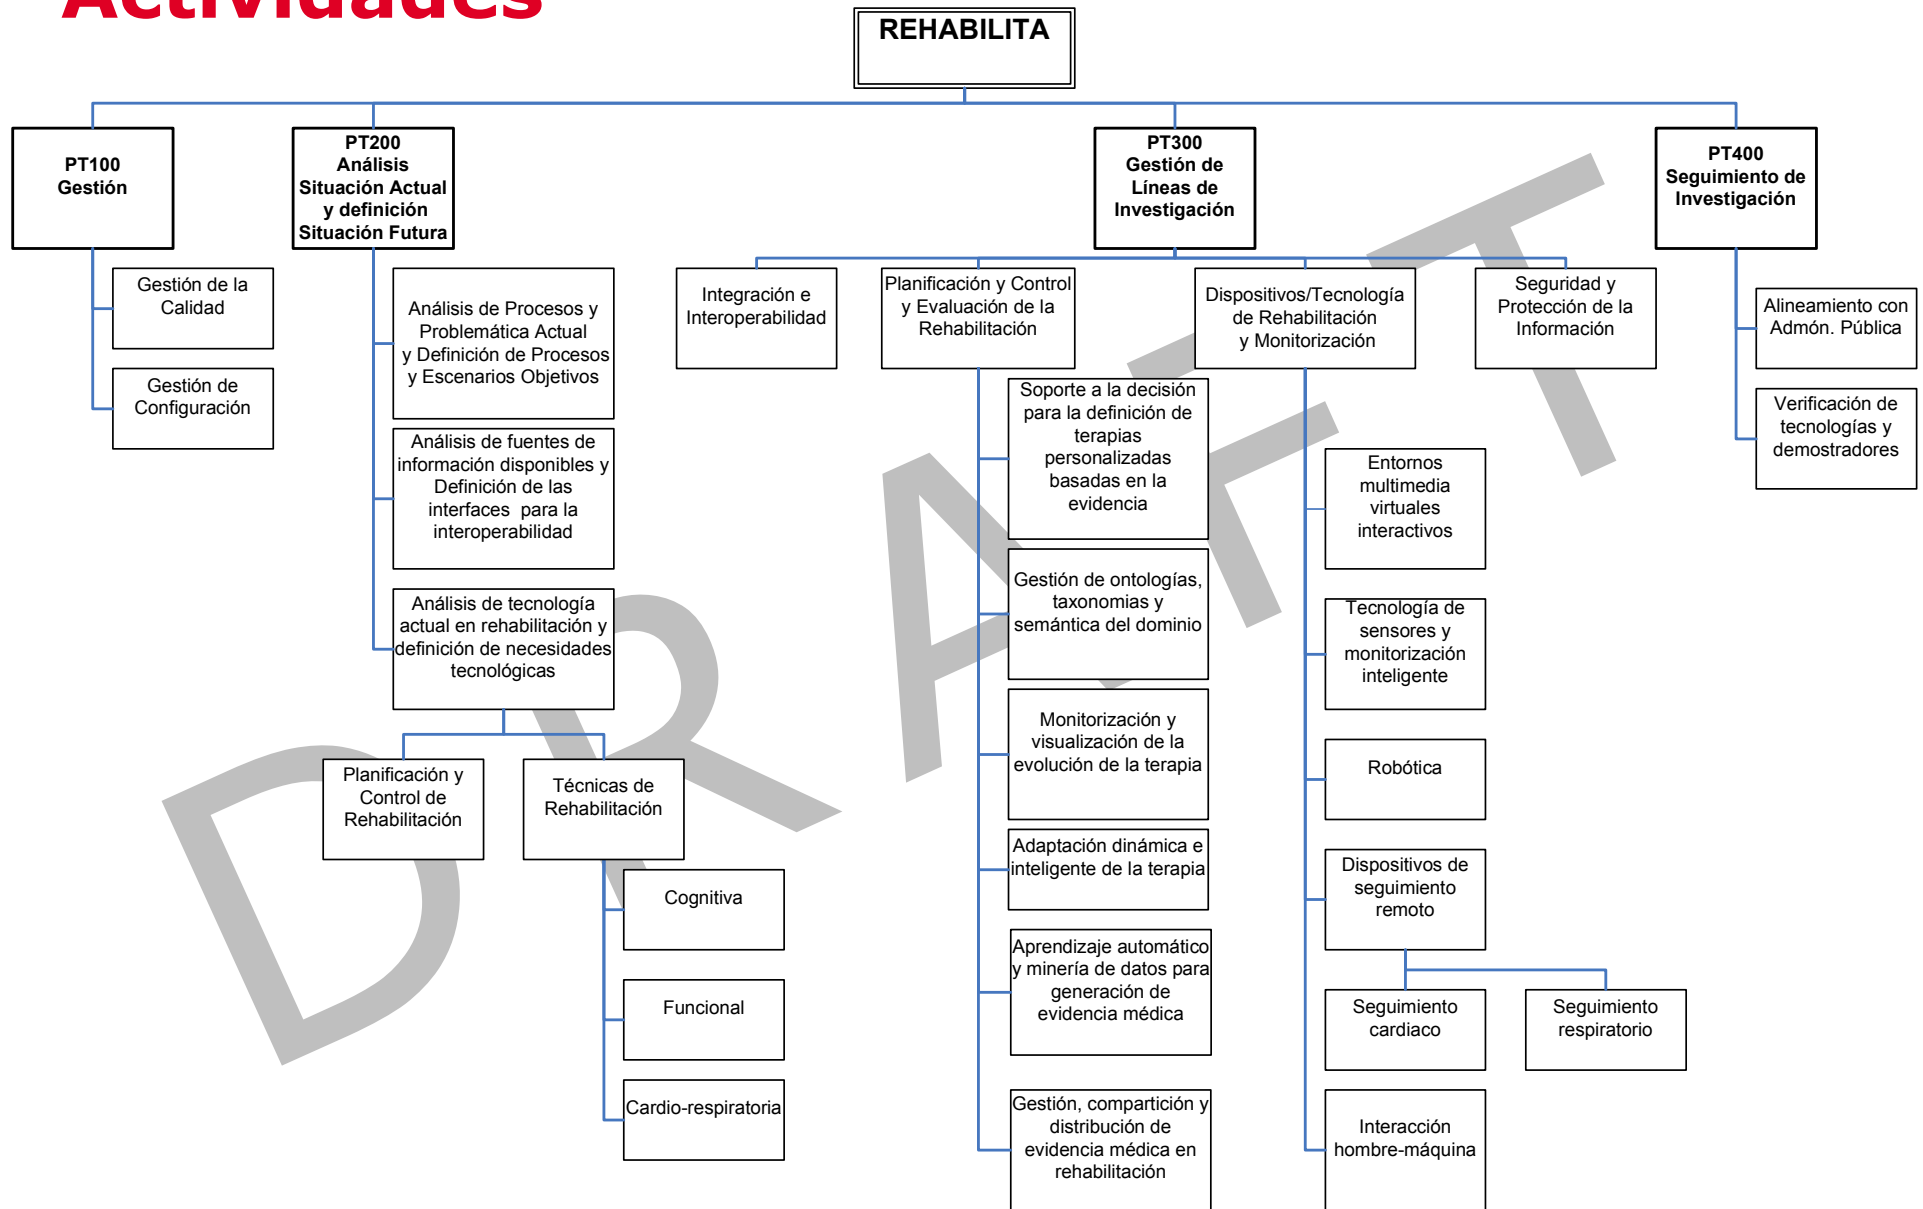 Actividades
REHABILITA
PT100
Gestión
PT200
Análisis
Situación Actual
y definición
Situación Futura
PT300
Gestión de
Líneas de
Investigación
PT400
Seguimiento de
Investigación
Gestión de la
Calidad
Gestión de
Configuración
Análisis de Procesos y
Problemática Actual
y Definición de Procesos
y Escenarios Objetivos
Análisis de fuentes de
información disponibles y
Definición de las
interfaces para la
interoperabilidad
Análisis de tecnología
actual en rehabilitación y
definición de necesidades
tecnológicas
Planificación y
Control de
Rehabilitación
Técnicas de
Rehabilitación
Cognitiva
Funcional
Cardio-respiratoria
Integración e
Interoperabilidad
Planificación y Control
y Evaluación de la
Rehabilitación
Soporte a la decisión
para la definición de
terapias
personalizadas
basadas en la
evidencia
Gestión de ontologías,
taxonomias y
semántica del dominio
Monitorización y
visualización de la
evolución de la terapia
Adaptación dinámica e
inteligente de la terapia
Aprendizaje automático
y minería de datos para
generación de
evidencia médica
Gestión, compartición y
distribución de
evidencia médica en
rehabilitación
Dispositivos/Tecnología
de Rehabilitación
y Monitorización
Entornos
multimedia
virtuales
interactivos
Tecnología de
sensores y
monitorización
inteligente
Robótica
Dispositivos de
seguimiento
remoto
Seguimiento
cardiaco
Seguimiento
respiratorio
Interacción
hombre-máquina
Seguridad y
Protección de la
Información
Alineamiento con
Admón. Pública
Verificación de
tecnologías y
demostradores
DRAFT